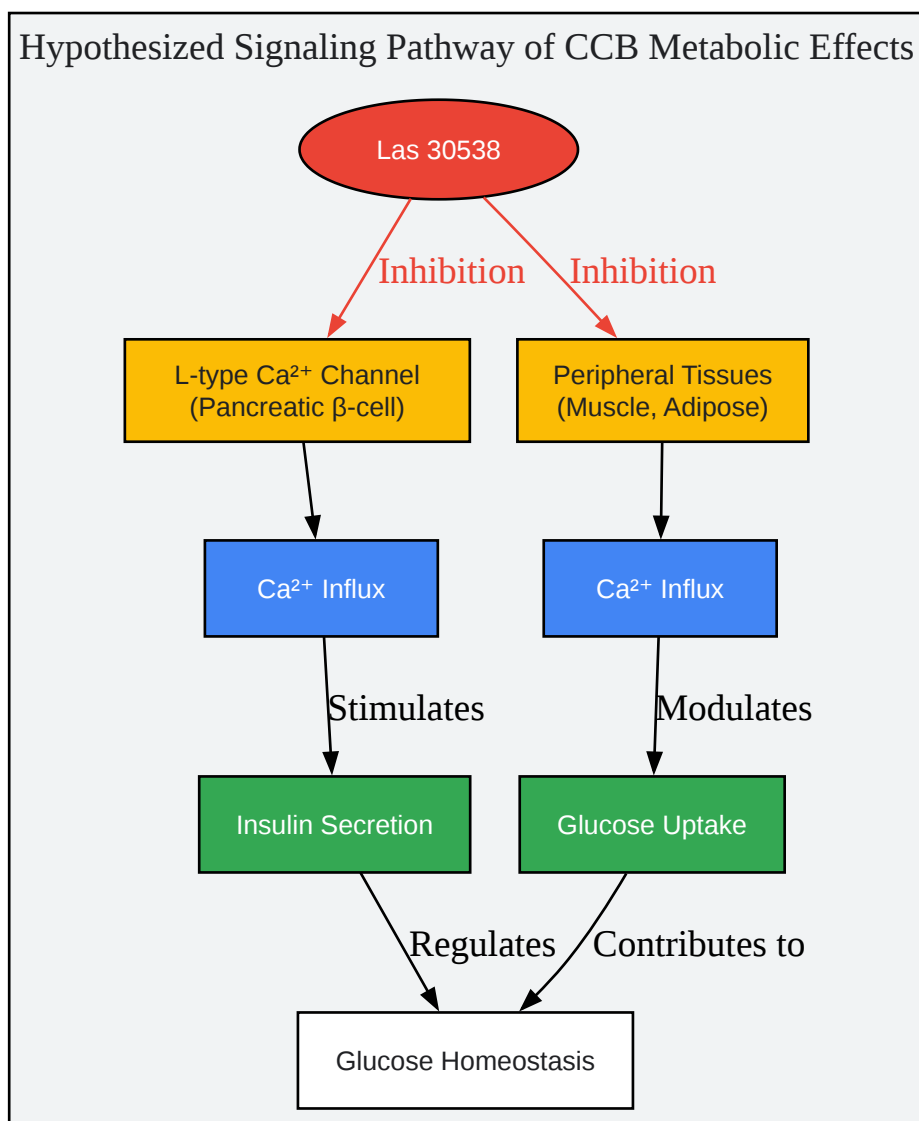 Hypothesized Signaling Pathway of CCB Metabolic Effects
Las 30538
Inhibition
Inhibition
L-type Ca²⁺ Channel
(Pancreatic β-cell)
Peripheral Tissues
(Muscle, Adipose)
Ca²⁺ Influx
Ca²⁺ Influx
Stimulates
Modulates
Insulin Secretion
Glucose Uptake
Regulates
Contributes to
Glucose Homeostasis